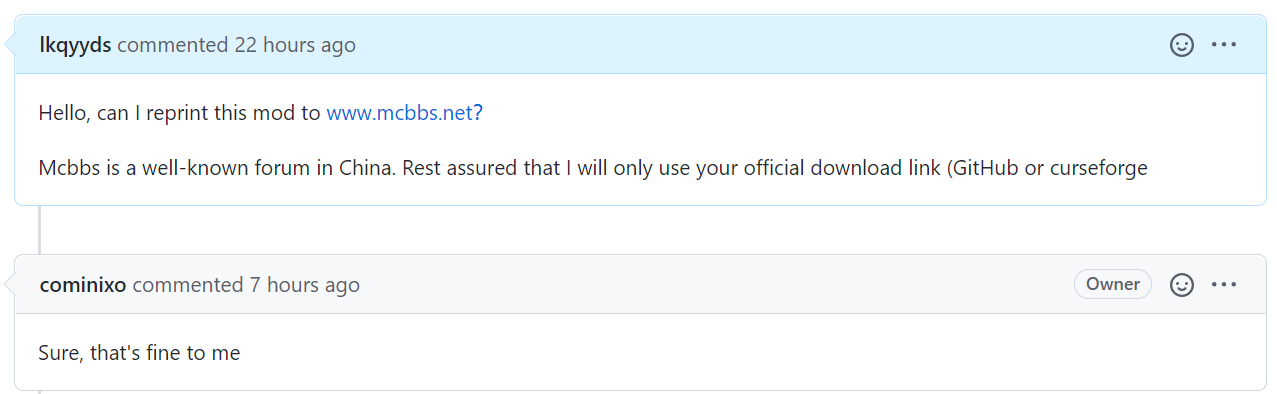 lkqyyds commented 22 hours ago
Hello, can I reprint this mod to www.mcbbs.net?
Mcbbs is a well-known forum in China. Rest assured that I will only use your official download link (GitHub or curseforge
cominixo commented 7 hours ago Owner
Sure, that's fine to me